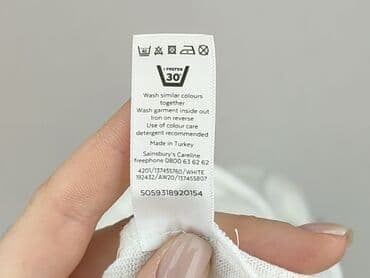 I PREFER
30°
Wash similar colours
together
Wash garment inside out
Iron on reverse
Use of colour care
detergent recommended
Made in Turkey
Sainsbury's Careline
freephone 0800 63 62 62
4201/137455760/WHITE
192432/AW20/137455807
5059318920154